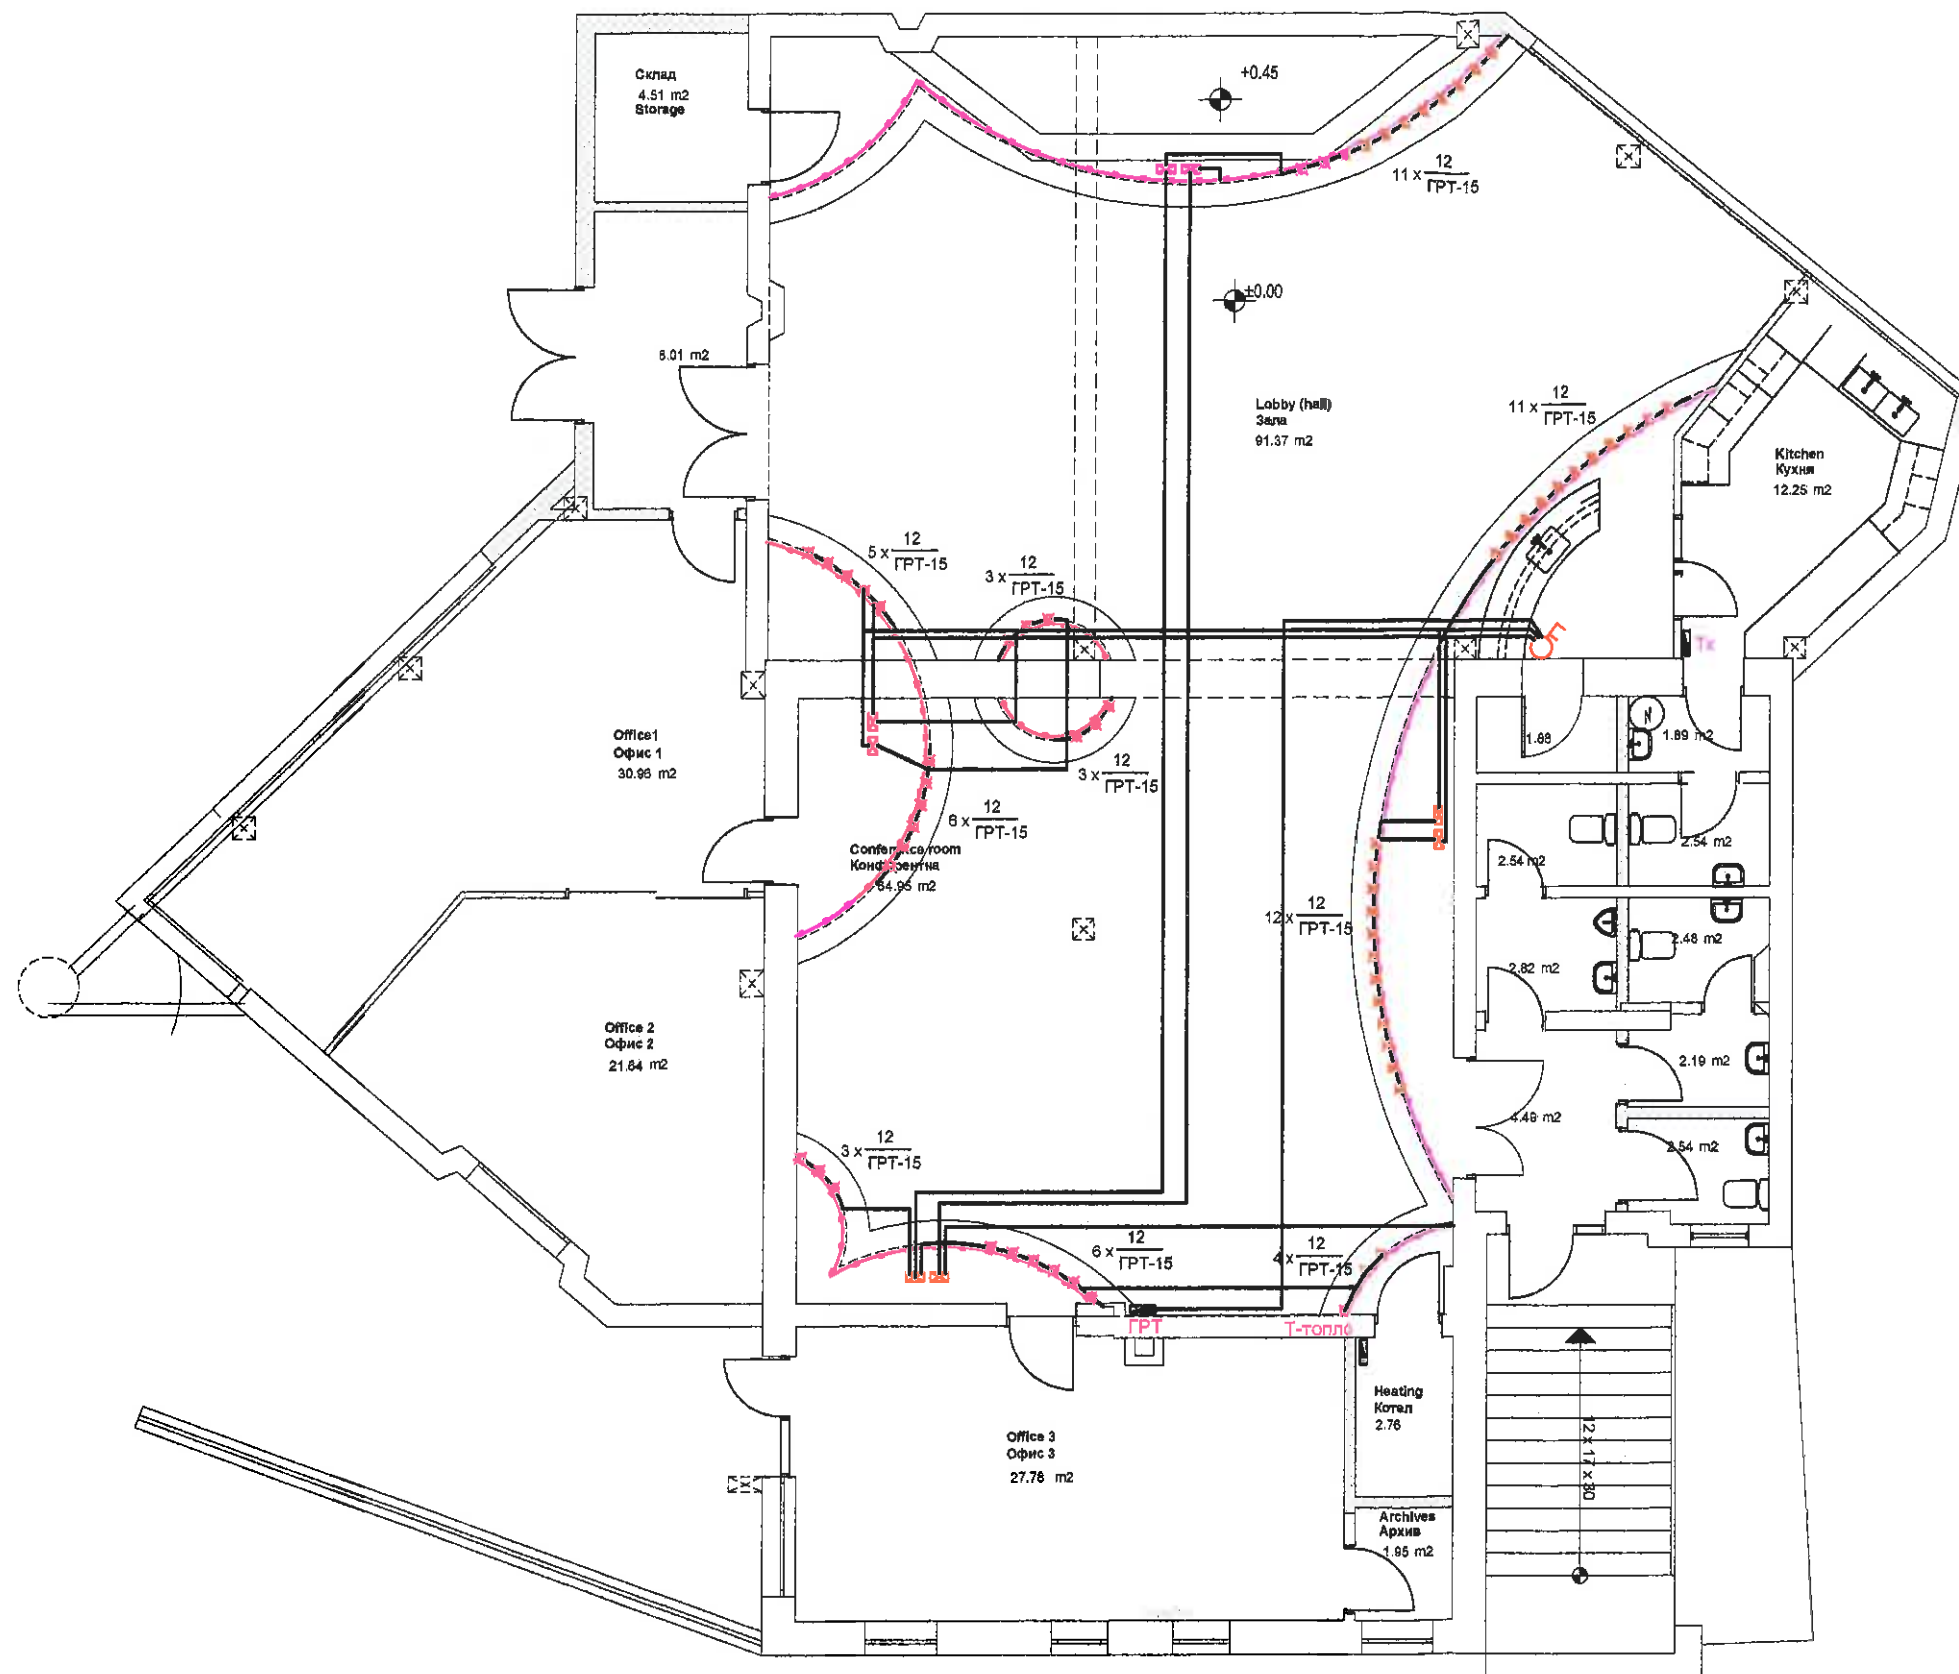 Склад
4.51 m2
Storage
+0.45
12
11 x ГРТ-15
±0.00
6.01 m2
Lobby (hall)
Зала
91.37 m2
12
11 x ГРТ-15
Kitchen
Кухня
12.25 m2
12
5 x ГРТ-15
12
3 x ГРТ-15
Тк
Office1
Офис 1
30.96 m2
1.88
1.89 m2
12
3 x ГРТ-15
12
6 x ГРТ-15
Conference room
Конферентна
64.95 m2
2.54 m2
2.54 m2
12
12 x ГРТ-15
2.48 m2
2.82 m2
Office 2
Офис 2
21.64 m2
2.19 m2
4.49 m2
12
3 x ГРТ-15
2.54 m2
12
6 x ГРТ-15
12
4 x ГРТ-15
ГРТ
Т-топло
Heating
Котел
2.76
Office 3
Офис 3
27.78 m2
12 x 17 x 30
Archives
Архив
1.95 m2